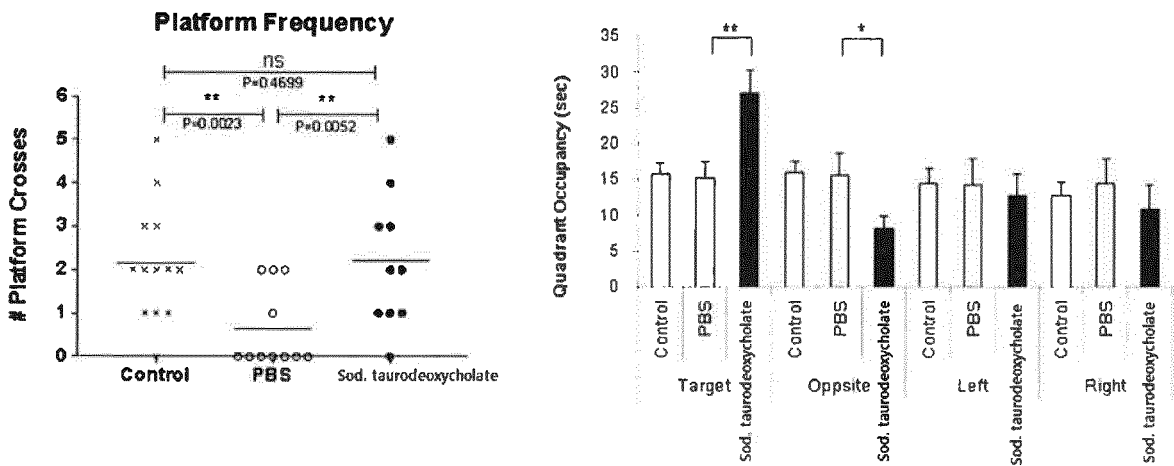 Platform Frequency
ns
P=0.4699
**
**
P=0.0023
P=0.0052
# Platform Crosses
6
5
4
3
2
1
0
Control
PBS
Sod. taurodeoxycholate
**
*
Quadrant Occupancy (sec)
35
30
25
20
15
10
5
0
Control
PBS
Sod. taurodeoxycholate
Control
PBS
Sod. taurodeoxycholate
Control
PBS
Sod. taurodeoxycholate
Control
PBS
Sod. taurodeoxycholate
Target
Oppsite
Left
Right